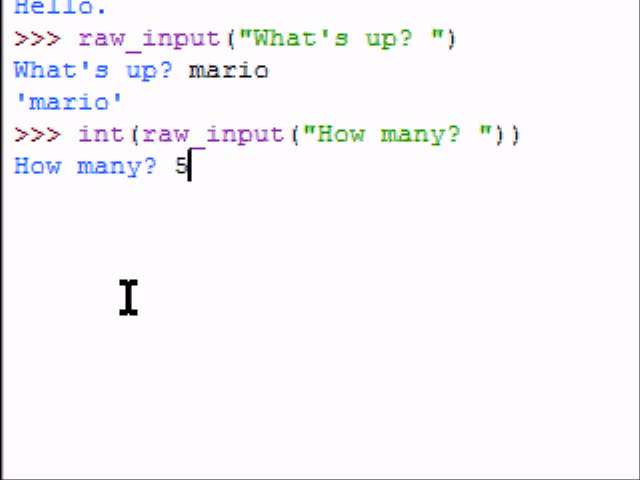 Hello.
>>> raw_input("What's up? ")
What's up? mario
'mario'
>>> int(raw_input("How many? "))
How many? 5